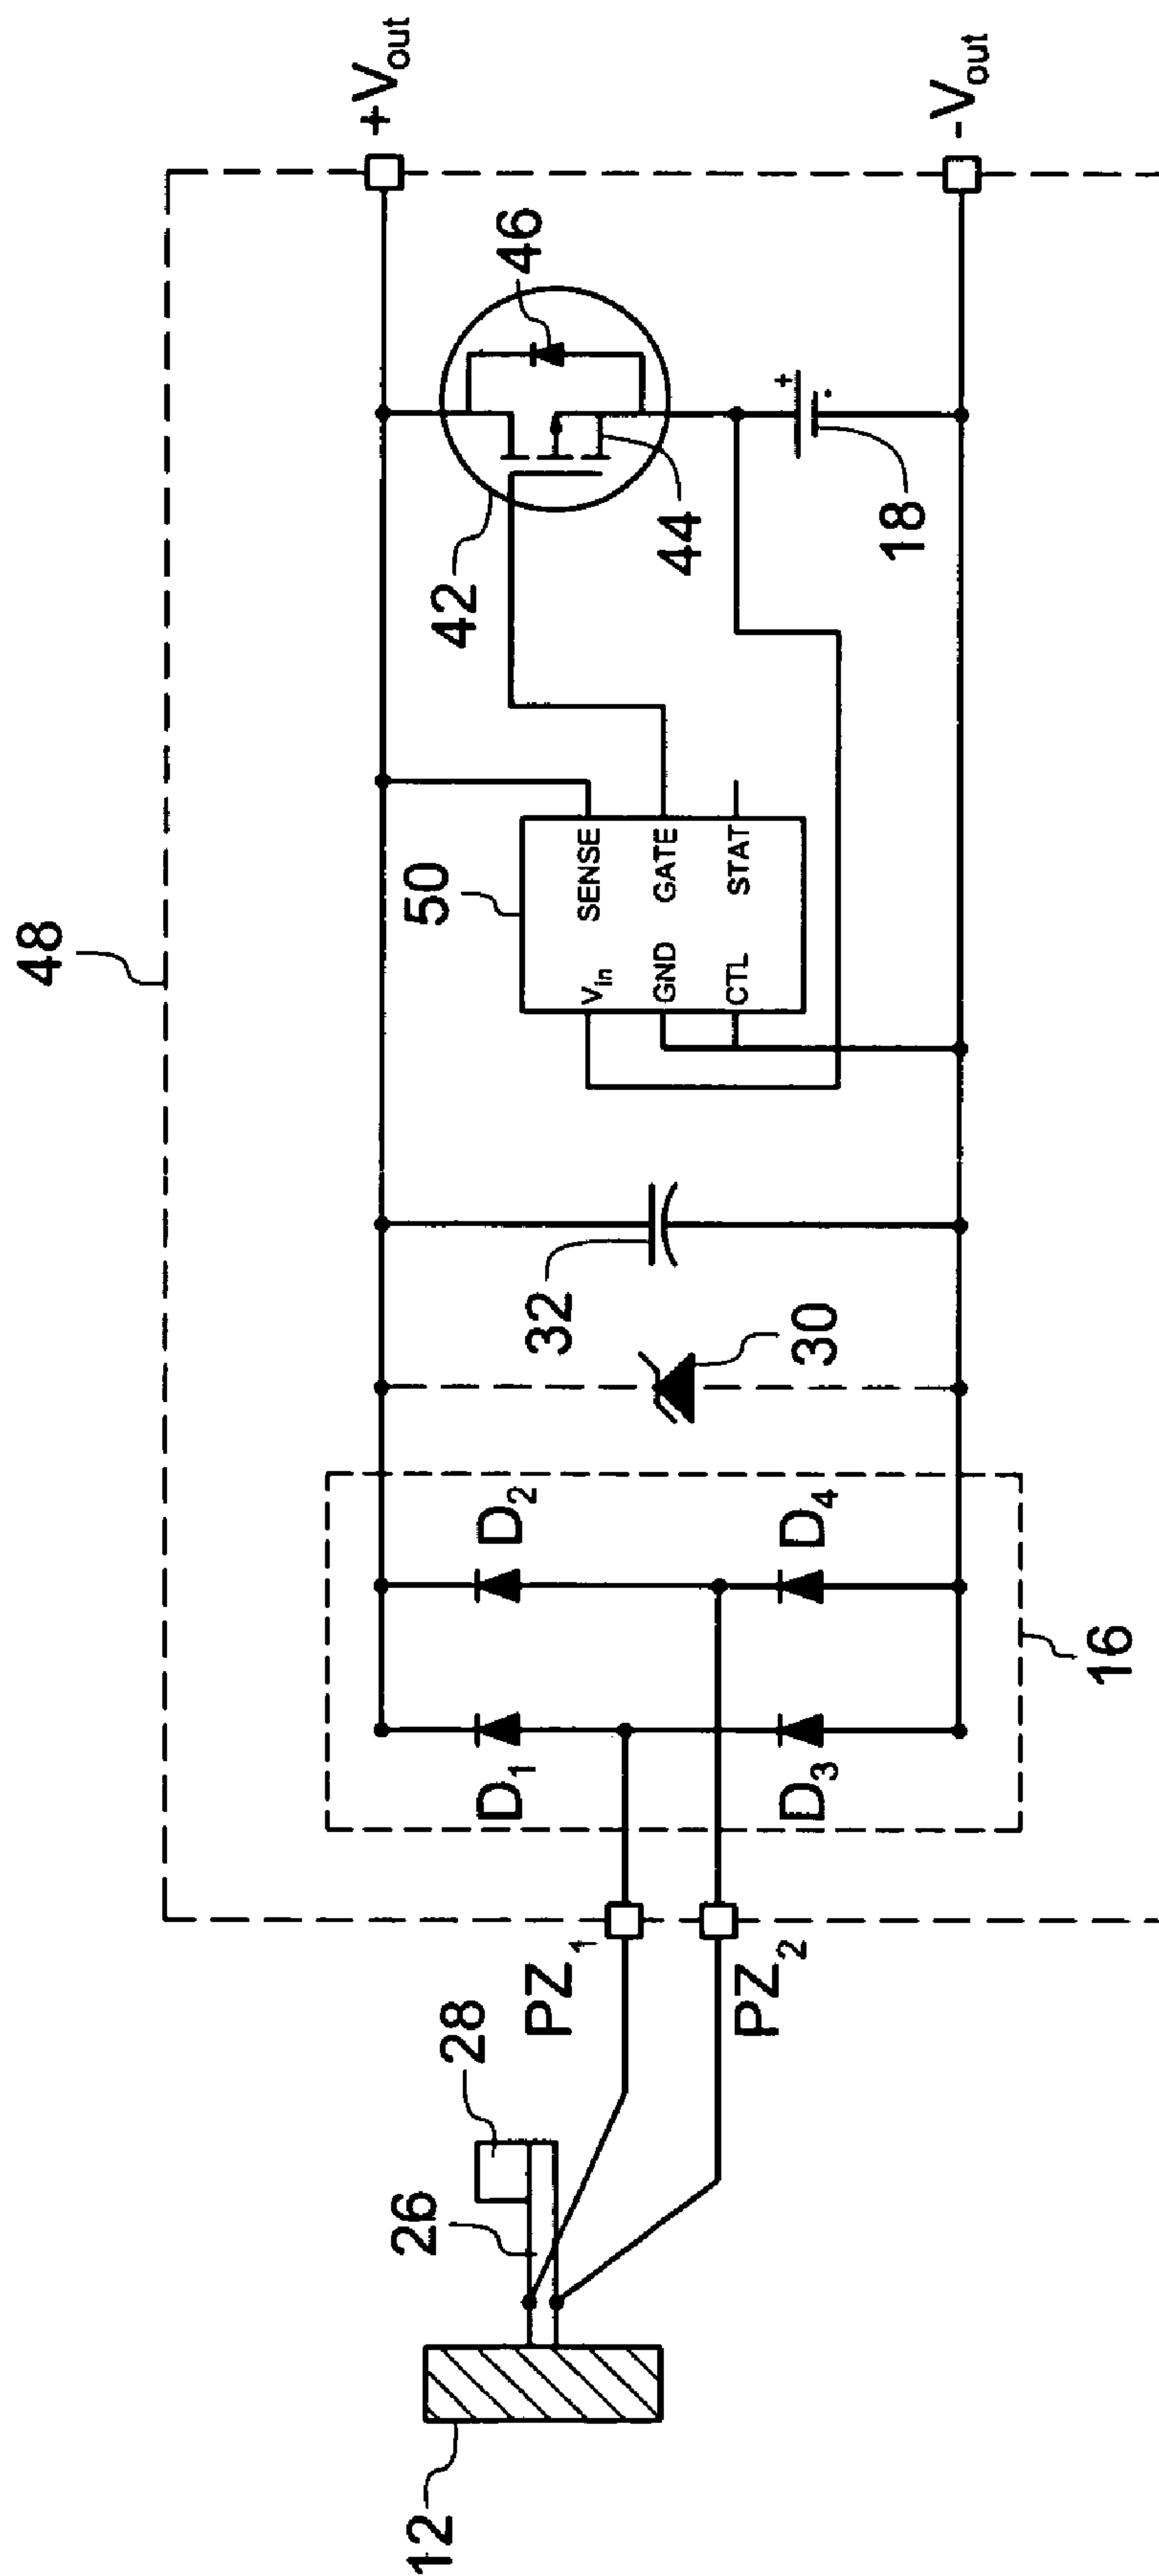 48
+Vout
-Vout
46
42
44
18
50
SENSE
GATE
STAT
Vin
GND
CTL
+
-
32
30
D2
D4
D1
D3
16
PZ1
PZ2
28
26
12